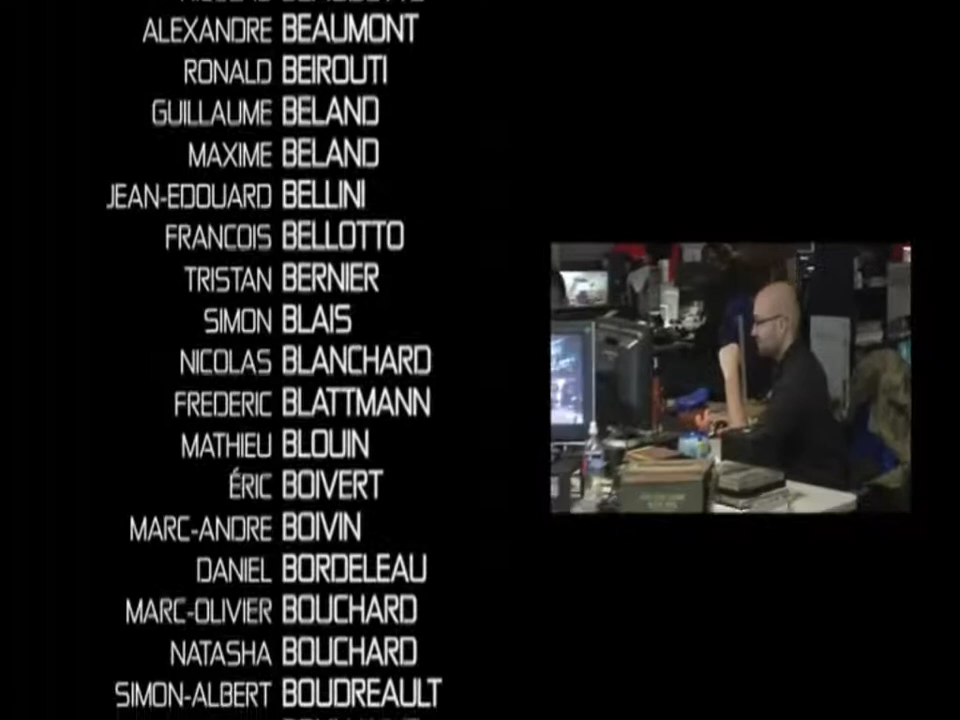 ALEXANDRE BEAUMONT
RONALD BEIROUTI
GUILLAUME BELAND
MAXIME BELAND
JEAN-EDOUARD BELLINI
FRANCOIS BELLOTTO
TRISTAN BERNIER
SIMON BLAIS
NICOLAS BLANCHARD
FREDERIC BLATTMANN
MATHIEU BLOUIN
ÉRIC BOIVERT
MARC-ANDRE BOIVIN
DANIEL BORDELEAU
MARC-OLIVIER BOUCHARD
NATASHA BOUCHARD
SIMON-ALBERT BOUDREAULT